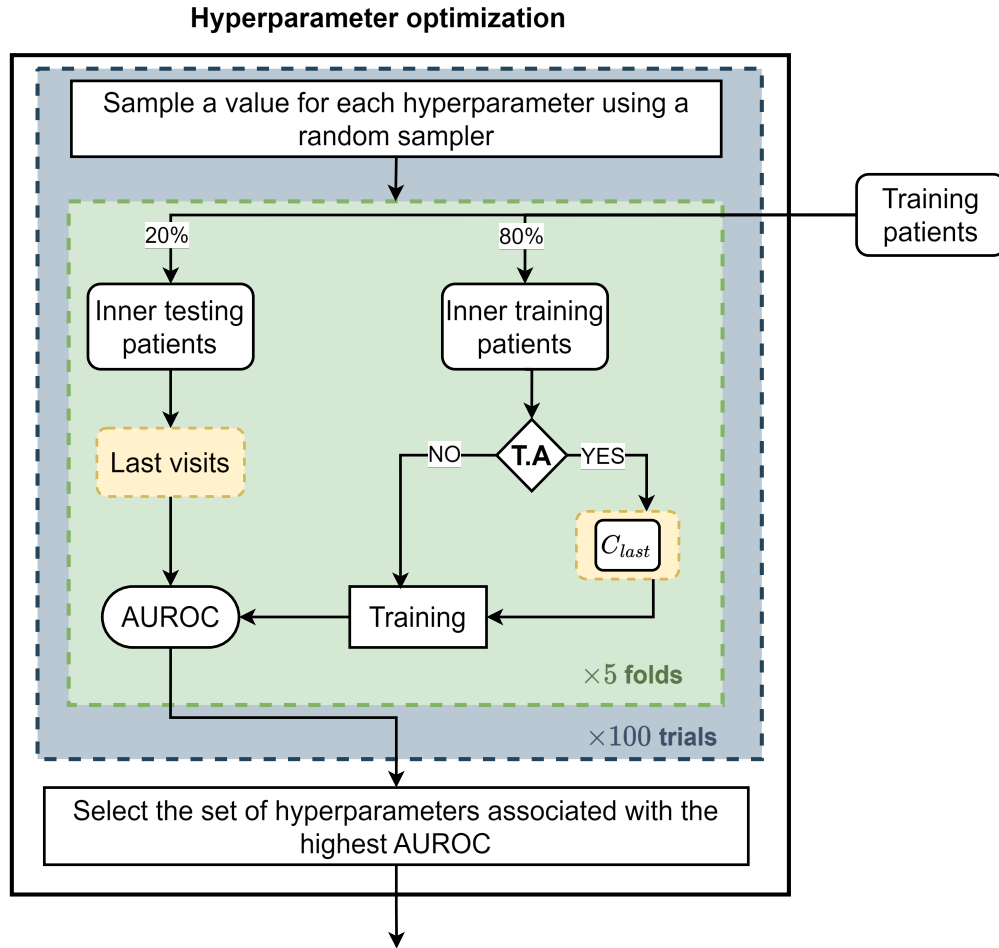 Hyperparameter optimization
Sample a value for each hyperparameter using a
random sampler
Training
patients
20%
80%
Inner testing
patients
Inner training
patients
Last visits
NO
T.A
YES
C_{last}
AUROC
Training
×5 folds
×100 trials
Select the set of hyperparameters associated with the
highest AUROC